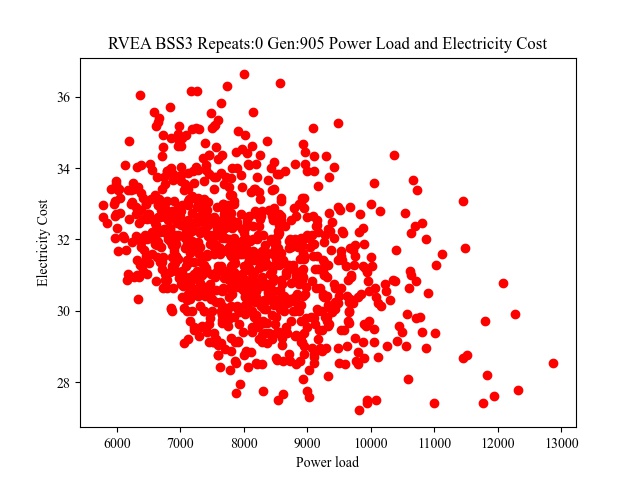 RVEA BSS3 Repeats:0 Gen:905 Power Load and Electricity Cost
Electricity Cost
36
34
32
30
28
6000 7000 8000 9000 10000 11000 12000 13000
Power load